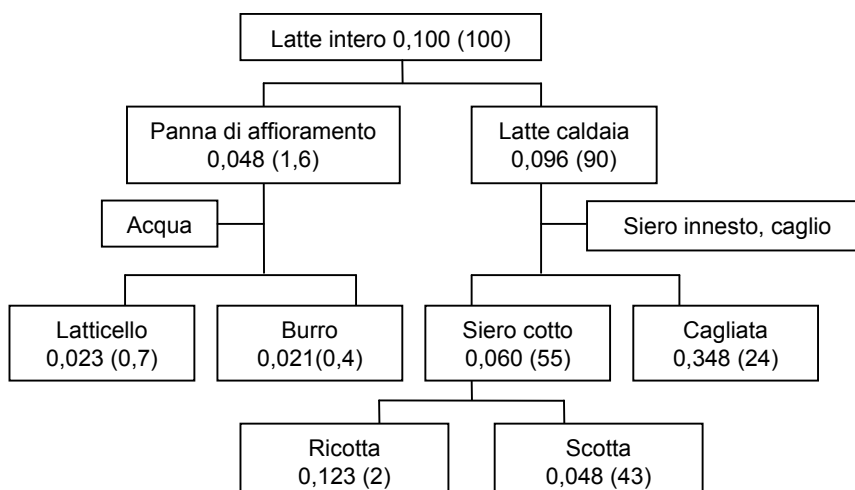 Latte intero 0,100 (100)
Panna di affioramento
0,048 (1,6)
Latte caldaia
0,096 (90)
Acqua
Siero innesto, caglio
Latticello
0,023 (0,7)
Burro
0,021(0,4)
Siero cotto
0,060 (55)
Cagliata
0,348 (24)
Ricotta
0,123 (2)
Scotta
0,048 (43)